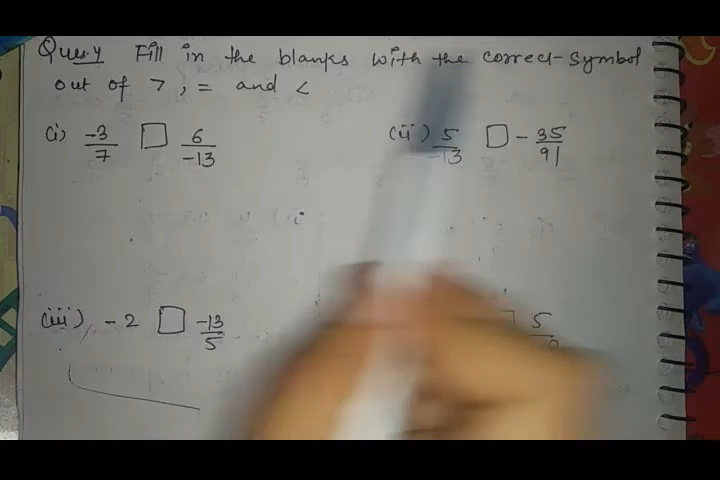 Ques.4 Fill in the blanks with the correct symbol
out of >, = and <
(i) -3/7 □ 6/-13 (ii) 5/-13 □ -35/91
(iii) -2 □ -13/5 □ 5